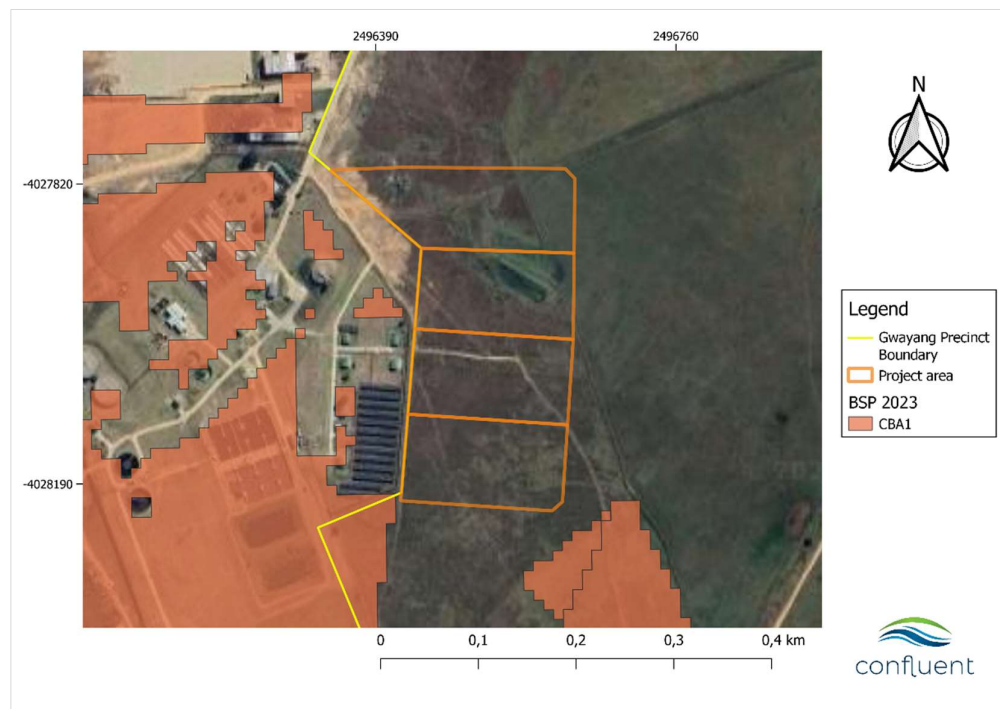 2496390
2496760
N
-4027820
-4028190
Legend
Gwayang Precinct
Boundary
Project area
BSP 2023
CBA1
0
0,1
0,2
0,3
0,4 km
confluent